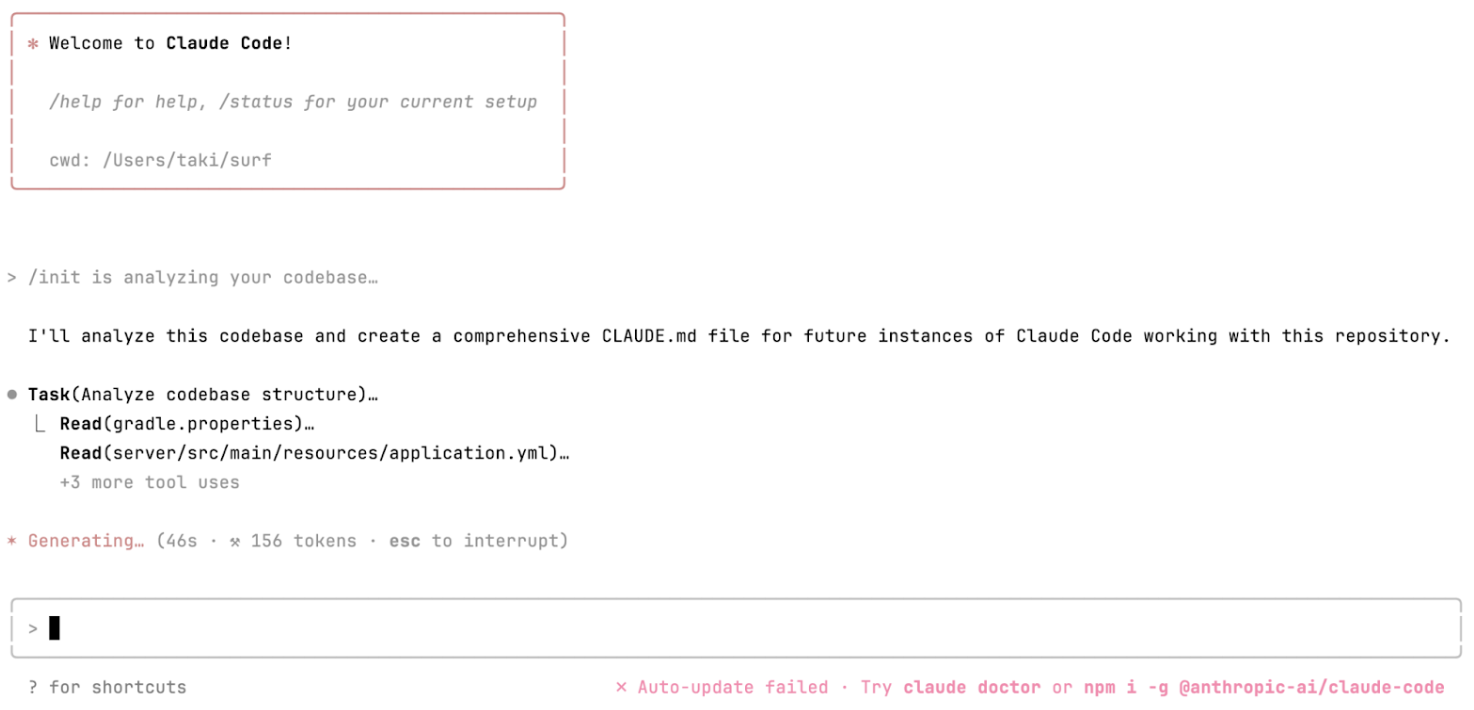 * Welcome to Claude Code!
/help for help, /status for your current setup
cwd: /Users/taki/surf
> /init is analyzing your codebase…
I'll analyze this codebase and create a comprehensive CLAUDE.md file for future instances of Claude Code working with this repository.
● Task(Analyze codebase structure)…
⎿ Read(gradle.properties)…
Read(server/src/main/resources/application.yml)…
+3 more tool uses
✶ Generating… (46s · ⚒ 156 tokens · esc to interrupt)
>
? for shortcuts
✕ Auto-update failed · Try claude doctor or npm i -g @anthropic-ai/claude-code